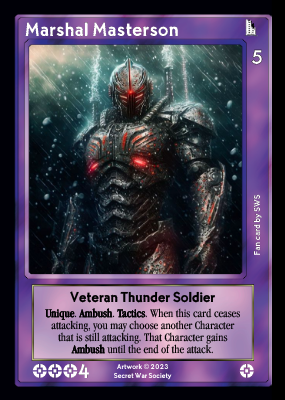 Marshal Masterson
5
Fan card by SWS
Veteran Thunder Soldier
Unique. Ambush. Tactics. When this card ceases
attacking, you may choose another Character
that is still attacking. That Character gains
Ambush until the end of the attack.
4
Artwork © 2023
Secret War Society